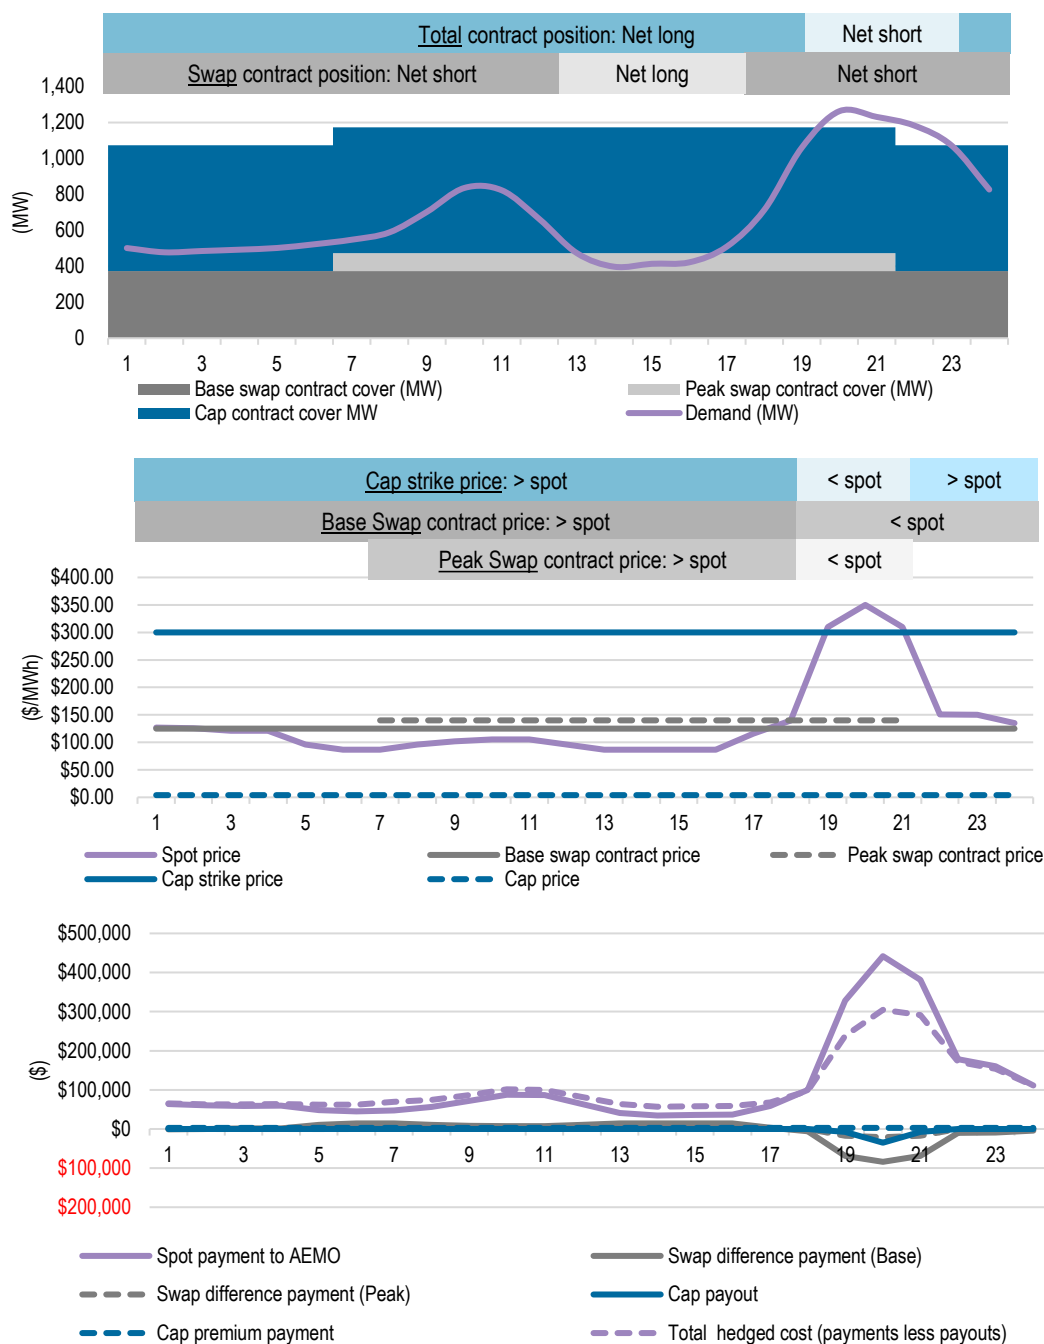 Total contract position: Net long Net short
Swap contract position: Net short Net long Net short
1,400
1,200
1,000
800
600
400
200
0
(MW)
1 3 5 7 9 11 13 15 17 19 21 23
Base swap contract cover (MW) Peak swap contract cover (MW)
Cap contract cover MW Demand (MW)
Cap strike price: > spot < spot > spot
Base Swap contract price: > spot < spot
Peak Swap contract price: > spot < spot
$400.00
$350.00
$300.00
$250.00
$200.00
$150.00
$100.00
$50.00
$0.00
($/MWh)
1 3 5 7 9 11 13 15 17 19 21 23
Spot price Base swap contract price Peak swap contract price
Cap strike price Cap price
$500,000
$400,000
$300,000
$200,000
$100,000
$0
$100,000
$200,000
($)
1 3 5 7 9 11 13 15 17 19 21 23
Spot payment to AEMO Swap difference payment (Base)
Swap difference payment (Peak) Cap payout
Cap premium payment Total hedged cost (payments less payouts)